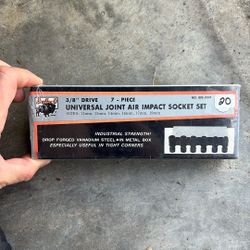 3/8" DRIVE 7 - PIECE
UNIVERSAL JOINT AIR IMPACT SOCKET SET
20
INDUSTRIAL STRENGTH!
DROP FORGED VANADIUM STEEL • IN METAL BOX
ESPECIALLY USEFUL IN TIGHT CORNERS